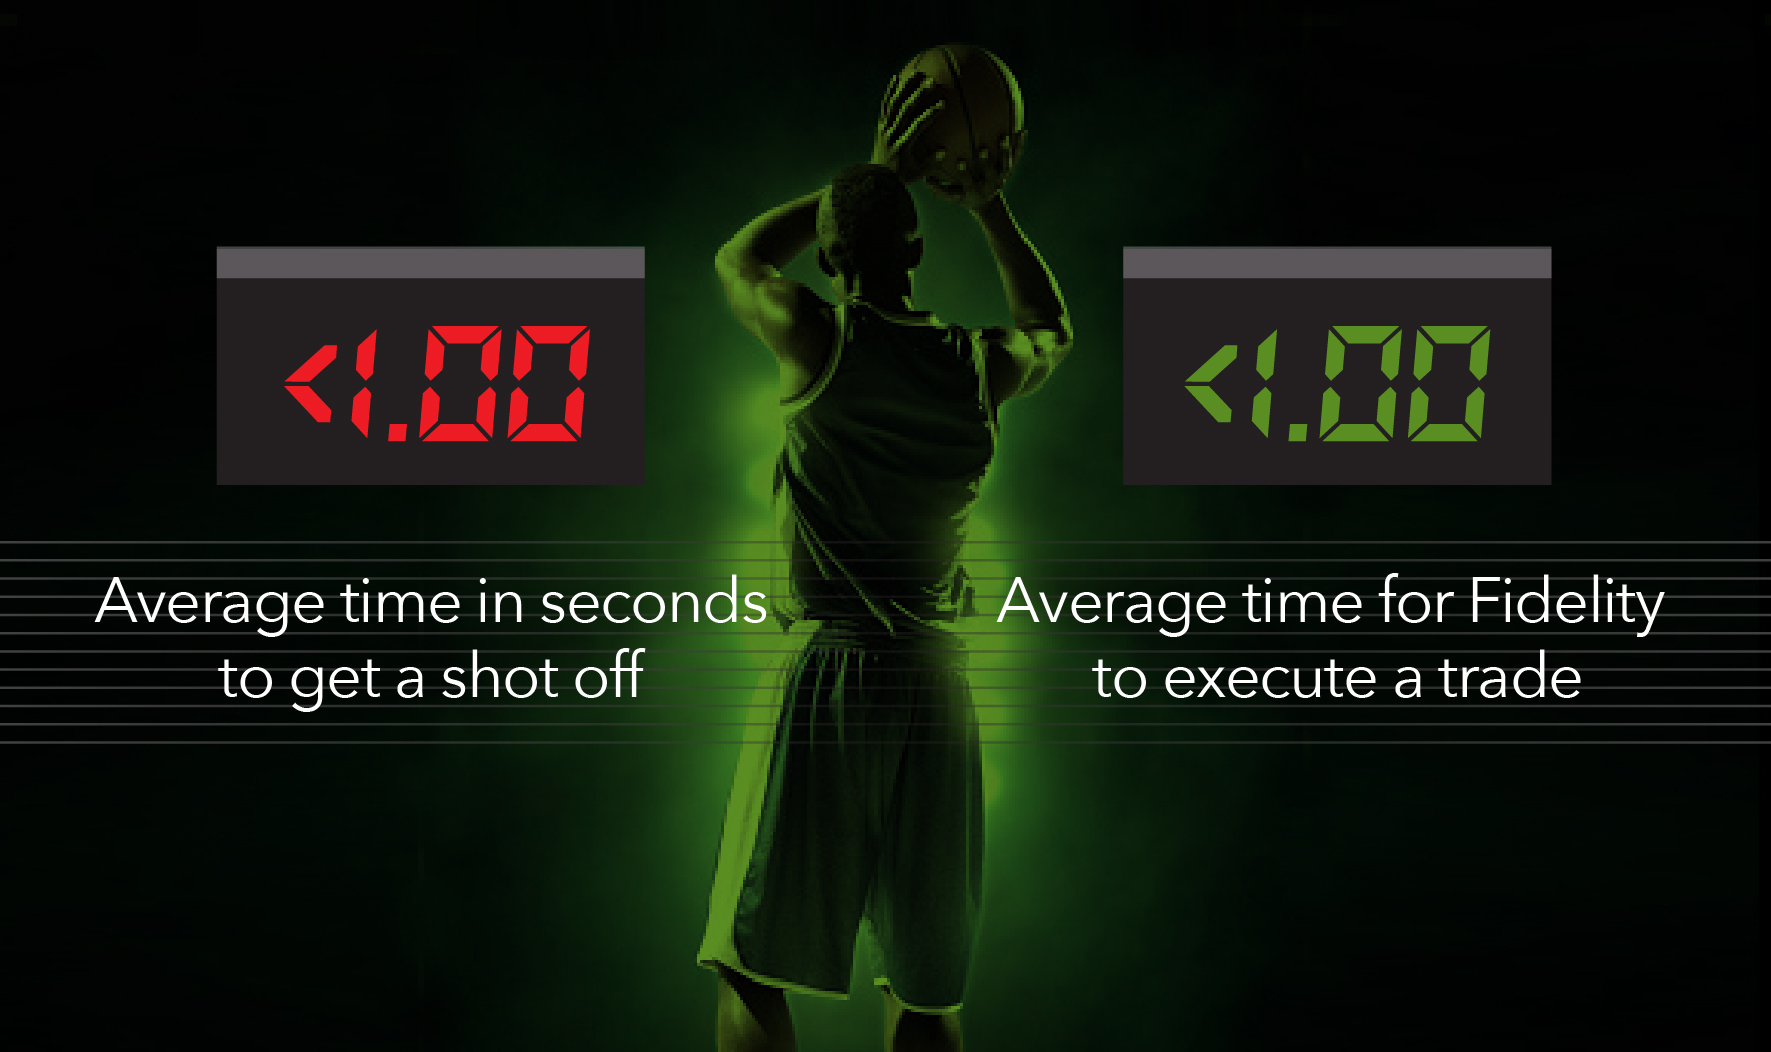 <1.00
<1.00
Average time in seconds
to get a shot off
Average time for Fidelity
to execute a trade